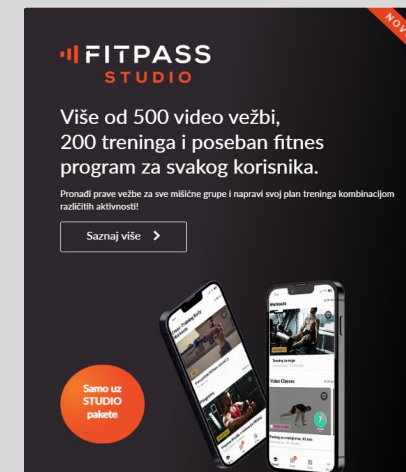 NOVO
FITPASS
STUDIO
Više od 500 video vežbi,
200 treninga i poseban fitnes
program za svakog korisnika.
Pronađi prave vežbe za sve mišićne grupe i napravi svoj plan treninga kombinacijom
različitih aktivnosti!
Saznaj više
Samo uz
STUDIO
pakete
Workouts
Video Classes